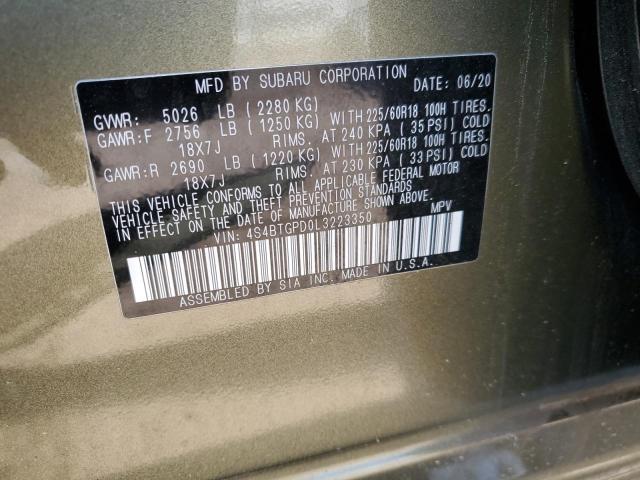 MFD BY SUBARU CORPORATION DATE: 06/20
GVWR: 5026 LB (2280 KG)
GAWR:F 2756 LB (1250 KG) WITH 225/60R18 100H TIRES.
18X7J RIMS. AT 240 KPA (35 PSI) COLD
GAWR:R 2690 LB (1220 KG) WITH 225/60R18 100H TIRES.
18X7J RIMS. AT 230 KPA (33 PSI) COLD
THIS VEHICLE CONFORMS TO ALL APPLICABLE FEDERAL MOTOR
VEHICLE SAFETY, BUMPER, AND THEFT PREVENTION STANDARDS
IN EFFECT ON THE DATE OF MANUFACTURE SHOWN ABOVE.
VIN: 4S4BTGPD0L3223350 MPV
ASSEMBLED BY SIA INC. MADE IN U.S.A.